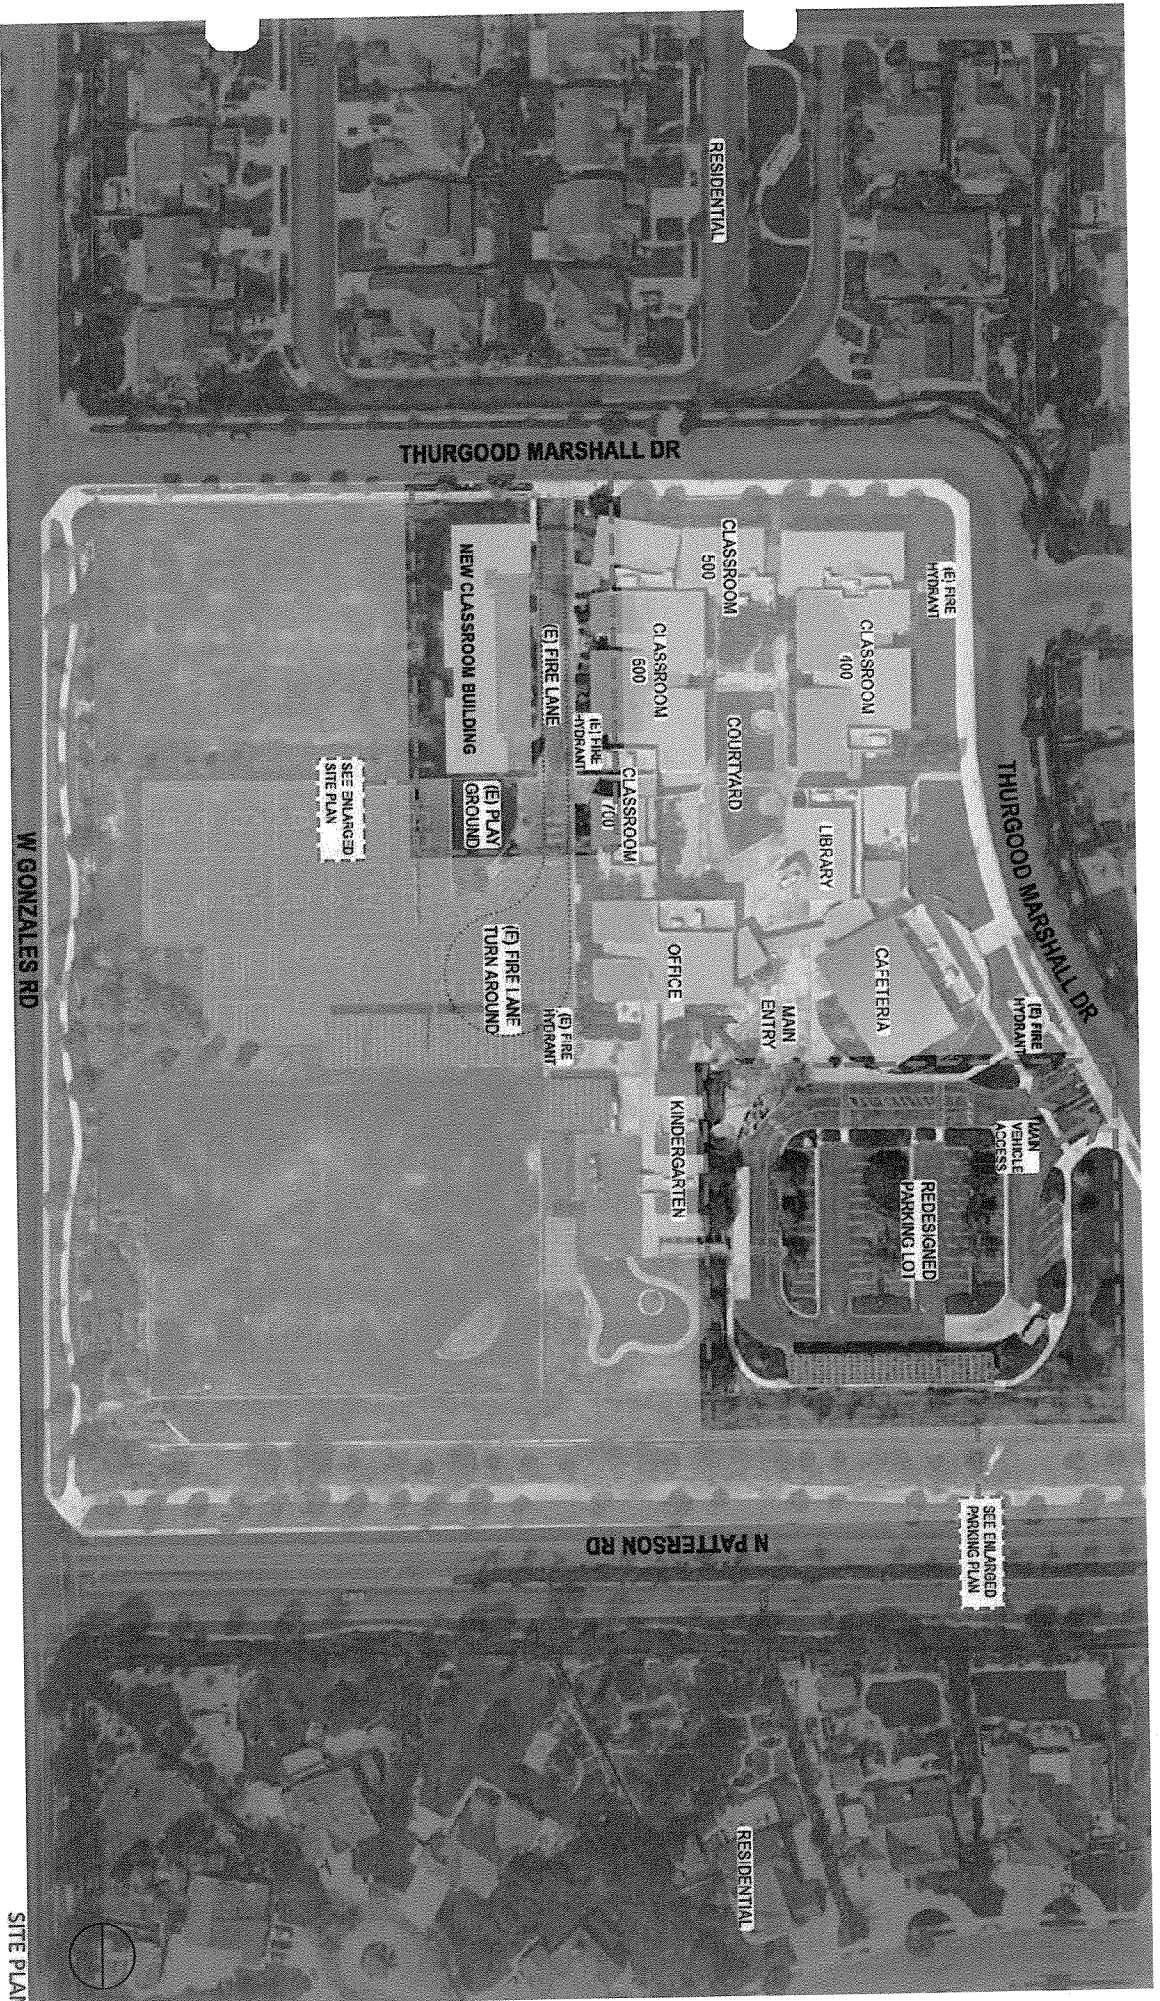 RESIDENTIAL
THURGOOD MARSHALL DR
(E) FIRE
HYDRANT
CLASSROOM
500
CLASSROOM
400
CLASSROOM
600
NEW CLASSROOM BUILDING
(E) FIRE LANE
(E) FIRE
HYDRANT
CLASSROOM
700
COURTYARD
LIBRARY
THURGOOD MARSHALL DR
SEE ENLARGED
SITE PLAN
(E) PLAY
GROUND
W GONZALES RD
(E) FIRE LANE
TURN AROUND
OFFICE
CAFETERIA
MAIN
ENTRY
(E) FIRE
HYDRANT
(E) FIRE
HYDRANT
KINDERGARTEN
MAIN
VEHICLE
ACCESS
REDESIGNED
PARKING LOT
N PATTERSON RD
SEE ENLARGED
PARKING PLAN
RESIDENTIAL
SITE PLA